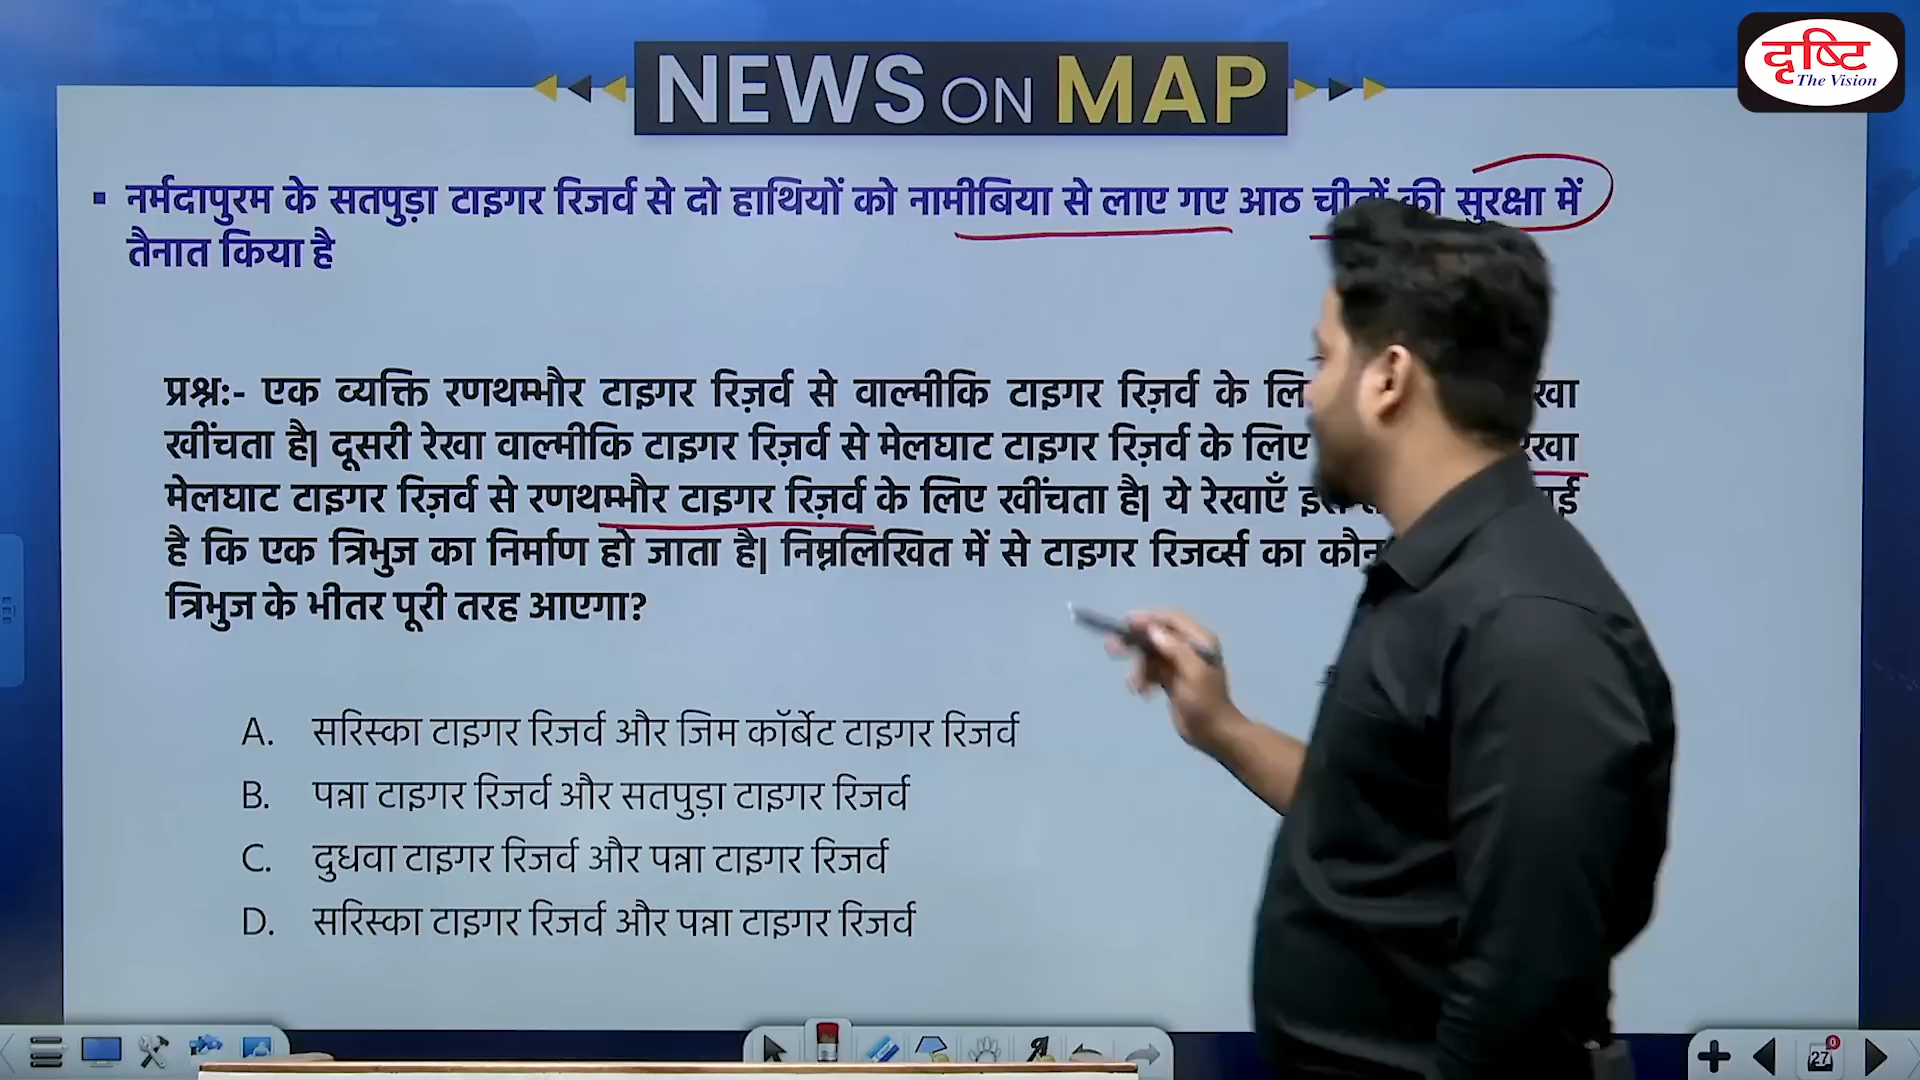 दृष्टि
The Vision
NEWS ON MAP
▪ नर्मदापुरम के सतपुड़ा टाइगर रिजर्व से दो हाथियों को नामीबिया से लाए गए आठ चीतों की सुरक्षा में
तैनात किया है
प्रश्न:- एक व्यक्ति रणथम्भौर टाइगर रिज़र्व से वाल्मीकि टाइगर रिज़र्व के
खींचता है| दूसरी रेखा वाल्मीकि टाइगर रिज़र्व से मेलघाट टाइगर रिज़र्व के लिए रेखा
मेलघाट टाइगर रिज़र्व से रणथम्भौर टाइगर रिज़र्व के लिए खींचता है| ये रेखाएँ
है कि एक त्रिभुज का निर्माण हो जाता है| निम्नलिखित में से टाइगर रिजर्व्स का
त्रिभुज के भीतर पूरी तरह आएगा?
A. सरिस्का टाइगर रिजर्व और जिम कॉर्बेट टाइगर रिजर्व
B. पन्ना टाइगर रिजर्व और सतपुड़ा टाइगर रिजर्व
C. दुधवा टाइगर रिजर्व और पन्ना टाइगर रिजर्व
D. सरिस्का टाइगर रिजर्व और पन्ना टाइगर रिजर्व
27
0